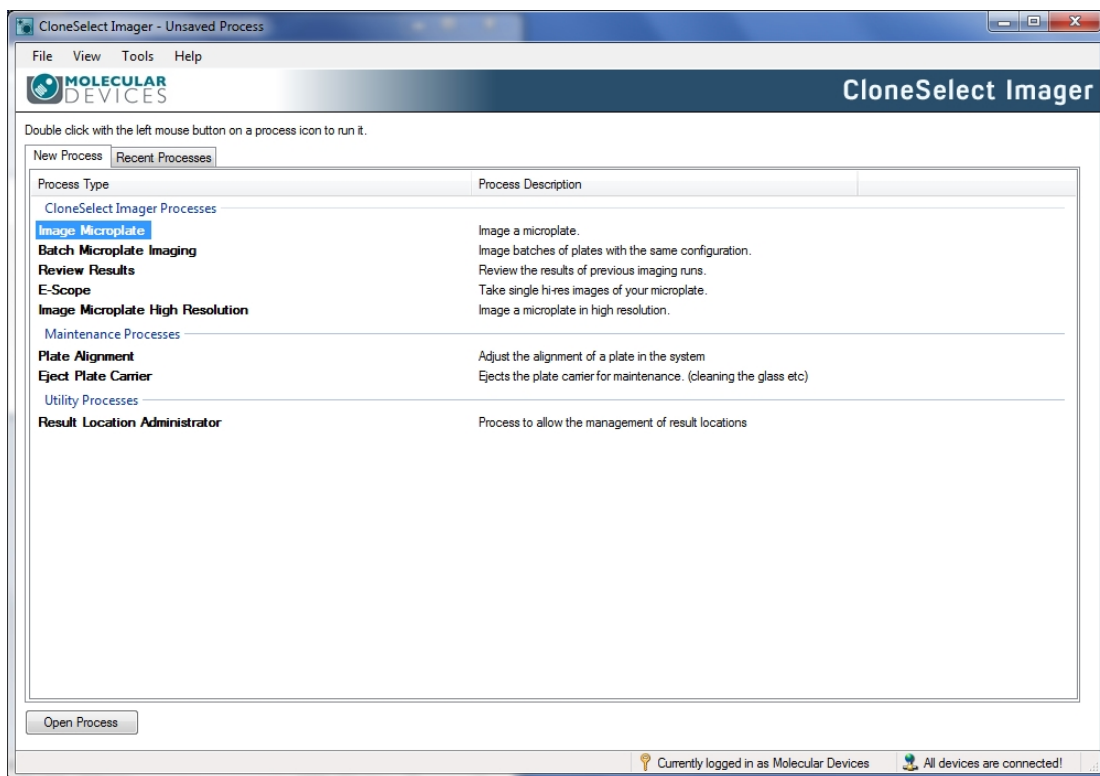 CloneSelect Imager - Unsaved Process
File View Tools Help
MOLECULAR
DEVICES
CloneSelect Imager
Double click with the left mouse button on a process icon to run it.
New Process Recent Processes
Process Type Process Description
CloneSelect Imager Processes
Image Microplate Image a microplate.
Batch Microplate Imaging Image batches of plates with the same configuration.
Review Results Review the results of previous imaging runs.
E-Scope Take single hi-res images of your microplate.
Image Microplate High Resolution Image a microplate in high resolution.
Maintenance Processes
Plate Alignment Adjust the alignment of a plate in the system
Eject Plate Carrier Ejects the plate carrier for maintenance. (cleaning the glass etc)
Utility Processes
Result Location Administrator Process to allow the management of result locations
Open Process
Currently logged in as Molecular Devices All devices are connected!